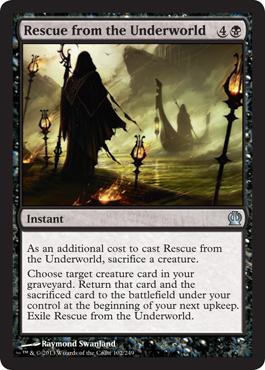 Rescue from the Underworld 4
Instant
As an additional cost to cast Rescue from
the Underworld, sacrifice a creature.
Choose target creature card in your
graveyard. Return that card and the
sacrificed card to the battlefield under your
control at the beginning of your next upkeep.
Exile Rescue from the Underworld.
Raymond Swanland
™ & © 2013 Wizards of the Coast 102/249